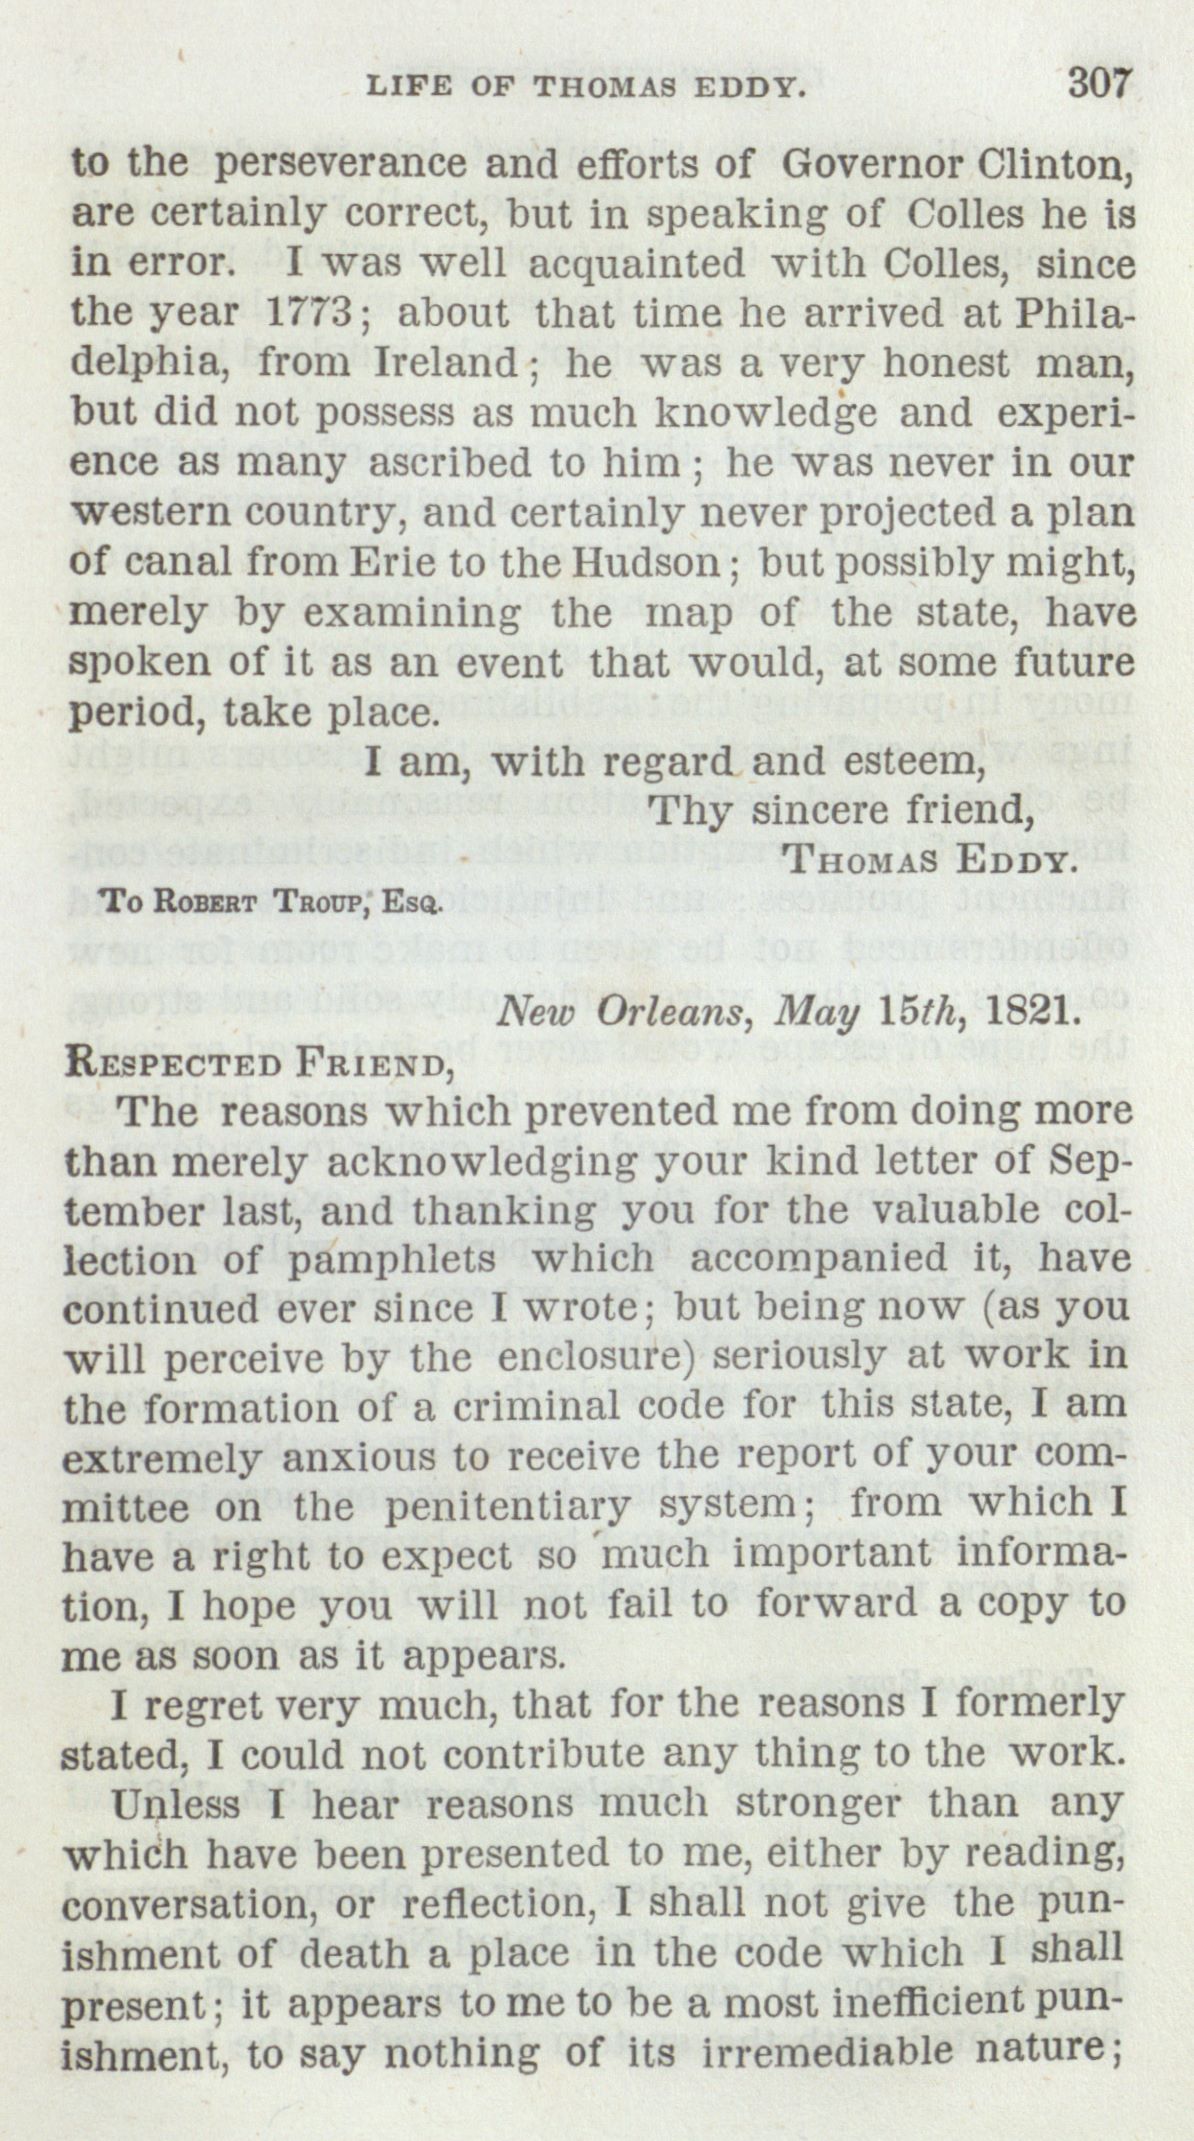 LIFE OF THOMAS EDDY. 307
to the perseverance and efforts of Governor Clinton,
are certainly correct, but in speaking of Colles he is
in error. I was well acquainted with Colles, since
the year 1773; about that time he arrived at Phila-
delphia, from Ireland; he was a very honest man,
but did not possess as much knowledge and experi-
ence as many ascribed to him; he was never in our
western country, and certainly never projected a plan
of canal from Erie to the Hudson; but possibly might,
merely by examining the map of the state, have
spoken of it as an event that would, at some future
period, take place.
I am, with regard and esteem,
Thy sincere friend,
THOMAS EDDY.
TO ROBERT TROUP, ESQ.
New Orleans, May 15th, 1821.
RESPECTED FRIEND,
The reasons which prevented me from doing more
than merely acknowledging your kind letter of Sep-
tember last, and thanking you for the valuable col-
lection of pamphlets which accompanied it, have
continued ever since I wrote; but being now (as you
will perceive by the enclosure) seriously at work in
the formation of a criminal code for this state, I am
extremely anxious to receive the report of your com-
mittee on the penitentiary system; from which I
have a right to expect so much important informa-
tion, I hope you will not fail to forward a copy to
me as soon as it appears.
I regret very much, that for the reasons I formerly
stated, I could not contribute any thing to the work.
Unless I hear reasons much stronger than any
which have been presented to me, either by reading,
conversation, or reflection, I shall not give the pun-
ishment of death a place in the code which I shall
present; it appears to me to be a most inefficient pun-
ishment, to say nothing of its irremediable nature;